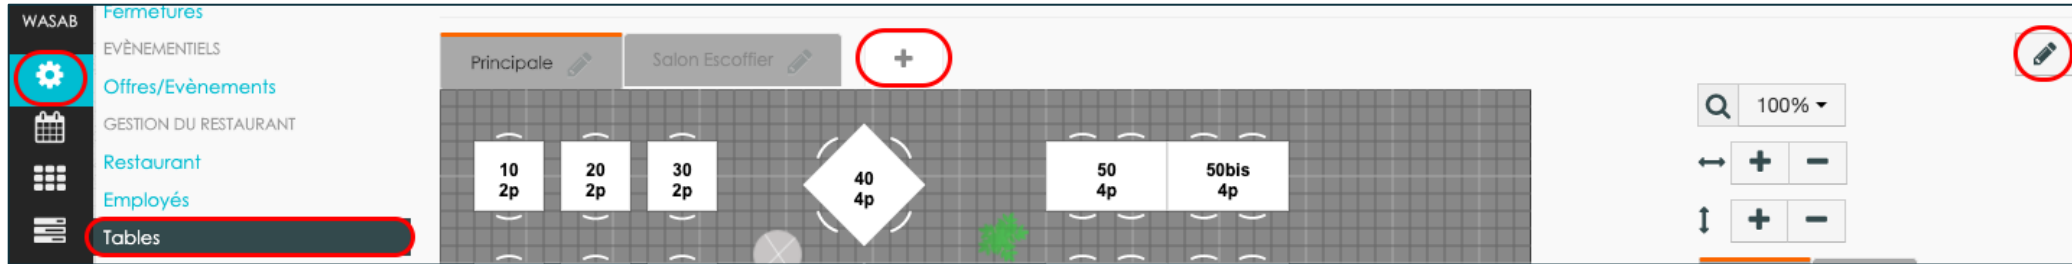 WASAB
Fermetures
EVÈNEMENTIELS
Offres/Evènements
GESTION DU RESTAURANT
Restaurant
Employés
Tables
Principale
Salon Escoffier
+
100%
+ −
+ −
10
2p
20
2p
30
2p
40
4p
50
4p
50bis
4p